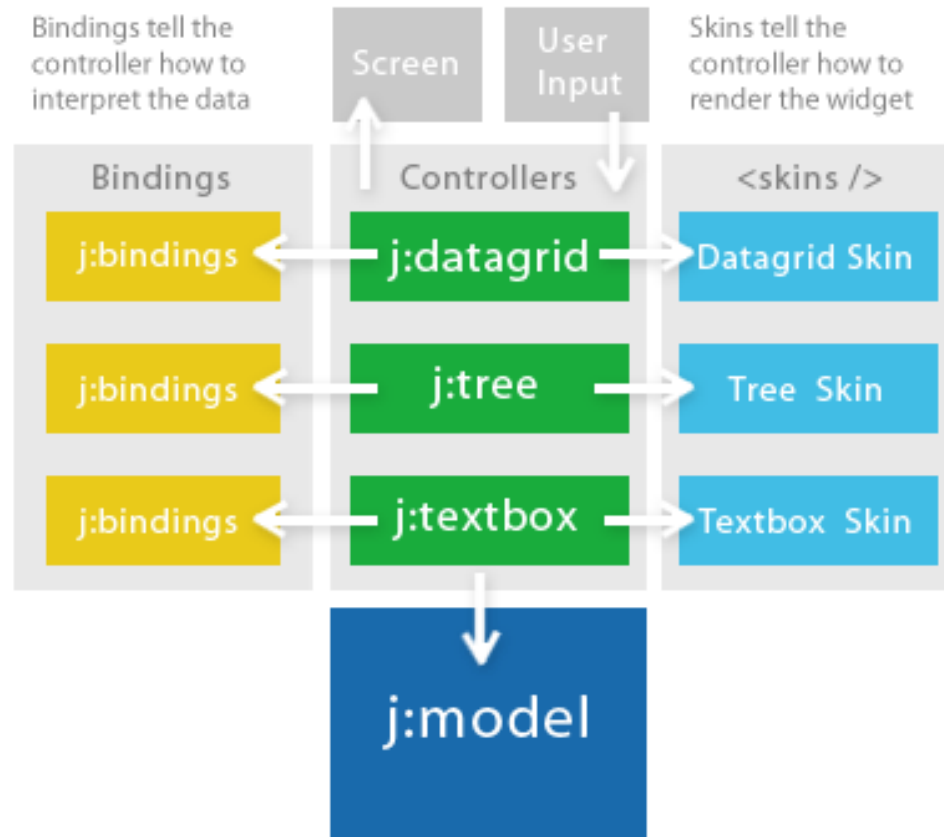 Bindings tell the
controller how to
interpret the data
Screen
User
Input
Skins tell the
controller how to
render the widget
Bindings
Controllers
<skins />
j:bindings
j:datagrid
Datagrid Skin
j:bindings
j:tree
Tree Skin
j:bindings
j:textbox
Textbox Skin
j:model